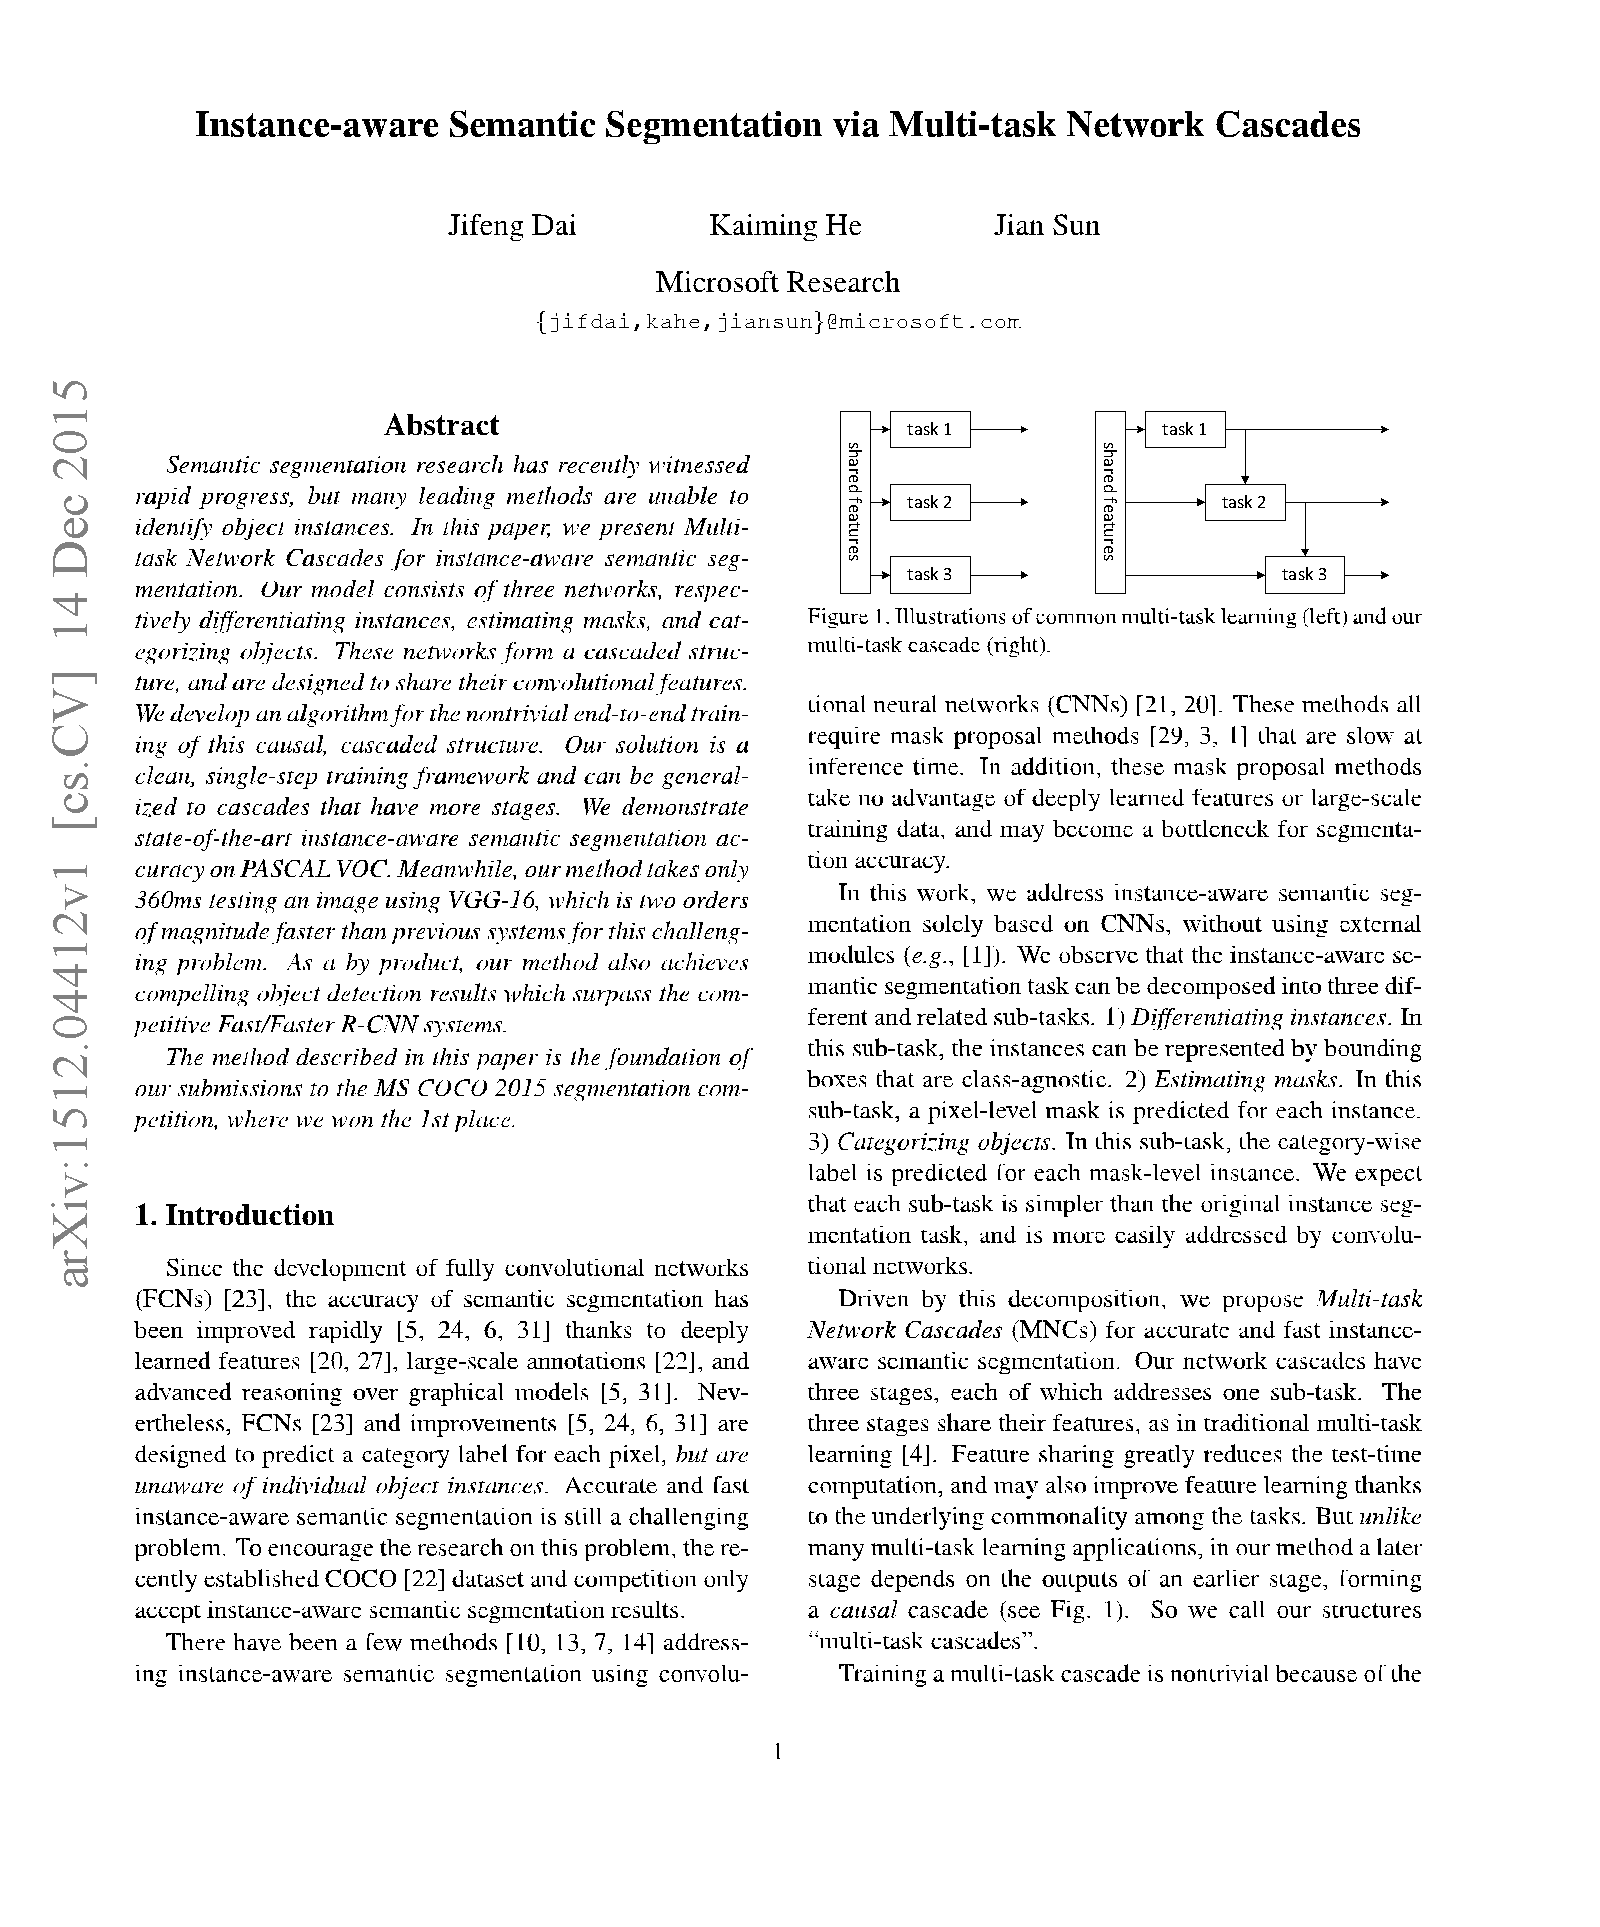 Instance-aware Semantic Segmentation via Multi-task Network Cascades
Jifeng Dai Kaiming He Jian Sun
Microsoft Research
{jifdai,kahe,jiansun}@microsoft.com
arXiv:1512.04412v1 [cs.CV] 14 Dec 2015
Abstract
Semantic segmentation research has recently witnessed
rapid progress, but many leading methods are unable to
identify object instances. In this paper, we present Multi-
task Network Cascades for instance-aware semantic seg-
mentation. Our model consists of three networks, respec-
tively differentiating instances, estimating masks, and cat-
egorizing objects. These networks form a cascaded struc-
ture, and are designed to share their convolutional features.
We develop an algorithm for the nontrivial end-to-end train-
ing of this causal, cascaded structure. Our solution is a
clean, single-step training framework and can be general-
ized to cascades that have more stages. We demonstrate
state-of-the-art instance-aware semantic segmentation ac-
curacy on PASCAL VOC. Meanwhile, our method takes only
360ms testing an image using VGG-16, which is two orders
of magnitude faster than previous systems for this challeng-
ing problem. As a by product, our method also achieves
compelling object detection results which surpass the com-
petitive Fast/Faster R-CNN systems.
The method described in this paper is the foundation of
our submissions to the MS COCO 2015 segmentation com-
petition, where we won the 1st place.
1. Introduction
Since the development of fully convolutional networks
(FCNs) [23], the accuracy of semantic segmentation has
been improved rapidly [5, 24, 6, 31] thanks to deeply
learned features [20, 27], large-scale annotations [22], and
advanced reasoning over graphical models [5, 31]. Nev-
ertheless, FCNs [23] and improvements [5, 24, 6, 31] are
designed to predict a category label for each pixel, but are
unaware of individual object instances. Accurate and fast
instance-aware semantic segmentation is still a challenging
problem. To encourage the research on this problem, the re-
cently established COCO [22] dataset and competition only
accept instance-aware semantic segmentation results.
There have been a few methods [10, 13, 7, 14] address-
ing instance-aware semantic segmentation using convolu-
shared features
task 1
task 2
task 3
shared features
task 1
task 2
task 3
Figure 1. Illustrations of common multi-task learning (left) and our
multi-task cascade (right).
tional neural networks (CNNs) [21, 20]. These methods all
require mask proposal methods [29, 3, 1] that are slow at
inference time. In addition, these mask proposal methods
take no advantage of deeply learned features or large-scale
training data, and may become a bottleneck for segmenta-
tion accuracy.
In this work, we address instance-aware semantic seg-
mentation solely based on CNNs, without using external
modules (e.g., [1]). We observe that the instance-aware se-
mantic segmentation task can be decomposed into three dif-
ferent and related sub-tasks. 1) Differentiating instances. In
this sub-task, the instances can be represented by bounding
boxes that are class-agnostic. 2) Estimating masks. In this
sub-task, a pixel-level mask is predicted for each instance.
3) Categorizing objects. In this sub-task, the category-wise
label is predicted for each mask-level instance. We expect
that each sub-task is simpler than the original instance seg-
mentation task, and is more easily addressed by convolu-
tional networks.
Driven by this decomposition, we propose Multi-task
Network Cascades (MNCs) for accurate and fast instance-
aware semantic segmentation. Our network cascades have
three stages, each of which addresses one sub-task. The
three stages share their features, as in traditional multi-task
learning [4]. Feature sharing greatly reduces the test-time
computation, and may also improve feature learning thanks
to the underlying commonality among the tasks. But unlike
many multi-task learning applications, in our method a later
stage depends on the outputs of an earlier stage, forming
a causal cascade (see Fig. 1). So we call our structures
“multi-task cascades”.
Training a multi-task cascade is nontrivial because of the
1